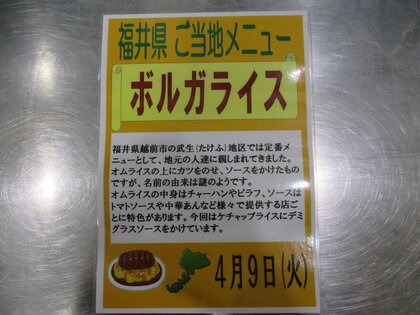 福井県 ご当地メニュー
ボルガライス
福井県越前市の武生(たけふ)地区では定番メ
ニューとして、地元の人達に親しまれてきました。
オムライスの上にカツをのせ、ソースをかけたもの
ですが、名前の由来は謎のようです。
オムライスの中身はチャーハンやピラフ、ソースは
トマトソースや中華あんなど様々で提供する店ご
とに特色があります。今回はケチャップライスにデミ
グラスソースをかけています。
4月9日(火)